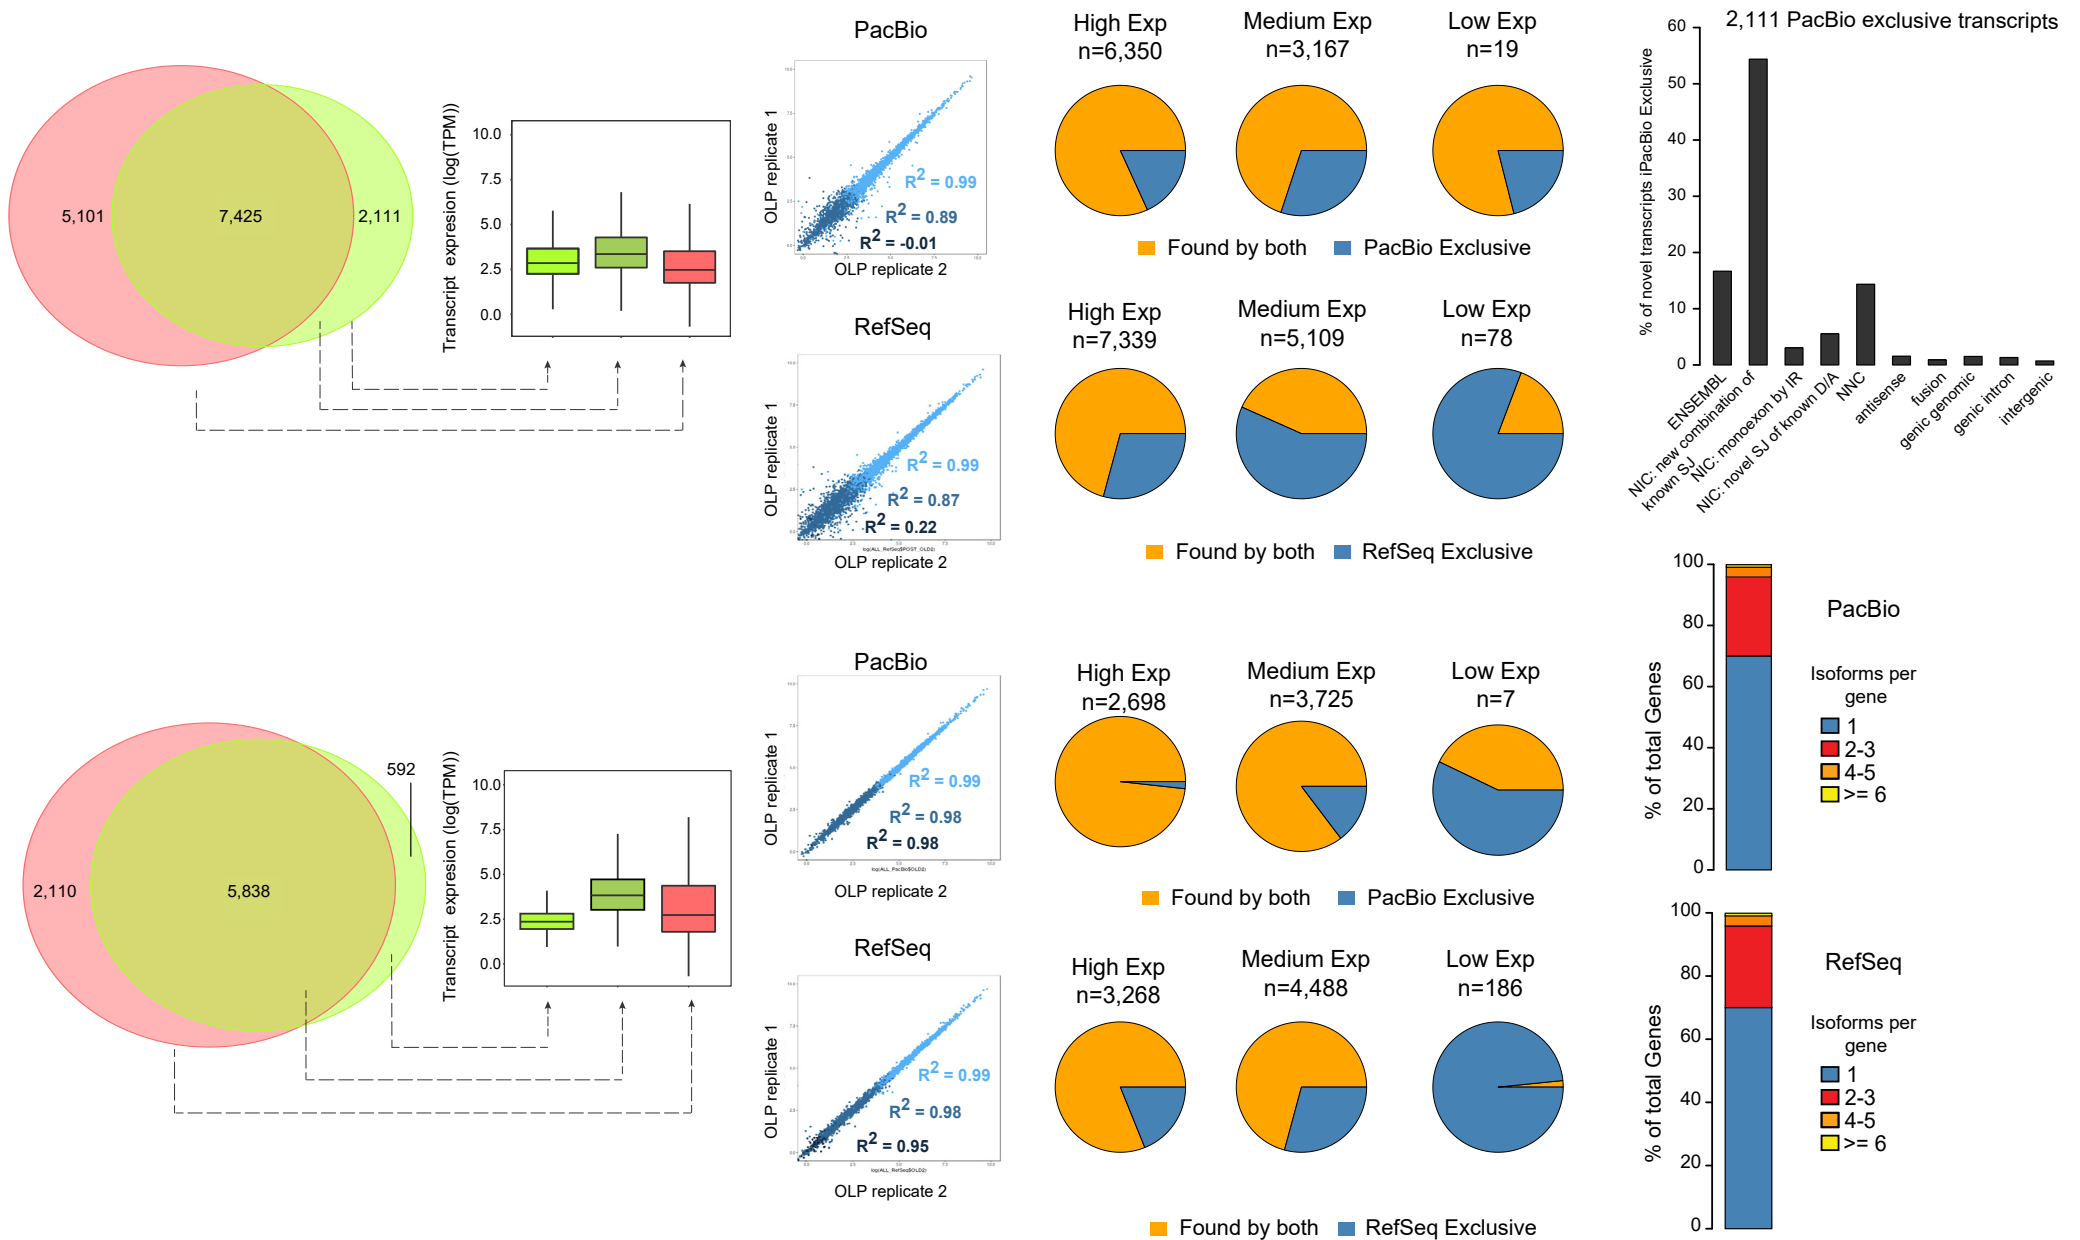 5,101
7,425
2,111
Transcript expresion (log(TPM))
10.0
7.5
5.0
2.5
0.0
PacBio
OLP replicate 1
R2 = 0.99
R2 = 0.89
R2 = -0.01
OLP replicate 2
RefSeq
OLP replicate 1
R2 = 0.99
R2 = 0.87
R2 = 0.22
log(ALL_RefSeq$POST_OLD2)
OLP replicate 2
High Exp
n=6,350
Medium Exp
n=3,167
Low Exp
n=19
Found by both
PacBio Exclusive
High Exp
n=7,339
Medium Exp
n=5,109
Low Exp
n=78
Found by both
RefSeq Exclusive
2,111 PacBio exclusive transcripts
% of novel transcripts iPacBio Exclusive
60
50
40
30
20
10
0
ENSEMBL
NIC: new combination of
known SJ
NIC: monoexon by IR
NIC: novel SJ of known D/A
NNC
antisense
fusion
genic genomic
genic intron
intergenic
2,110
5,838
592
Transcript expresion (log(TPM))
10.0
7.5
5.0
2.5
0.0
PacBio
OLP replicate 1
R2 = 0.99
R2 = 0.98
R2 = 0.98
log(ALL_PacBio$OLD2)
OLP replicate 2
RefSeq
OLP replicate 1
R2 = 0.99
R2 = 0.98
R2 = 0.95
log(ALL_RefSeq$OLD2)
OLP replicate 2
High Exp
n=2,698
Medium Exp
n=3,725
Low Exp
n=7
Found by both
PacBio Exclusive
High Exp
n=3,268
Medium Exp
n=4,488
Low Exp
n=186
Found by both
RefSeq Exclusive
% of total Genes
100
80
60
40
20
0
PacBio
Isoforms per
gene
1
2-3
4-5
>= 6
% of total Genes
100
80
60
40
20
0
RefSeq
Isoforms per
gene
1
2-3
4-5
>= 6